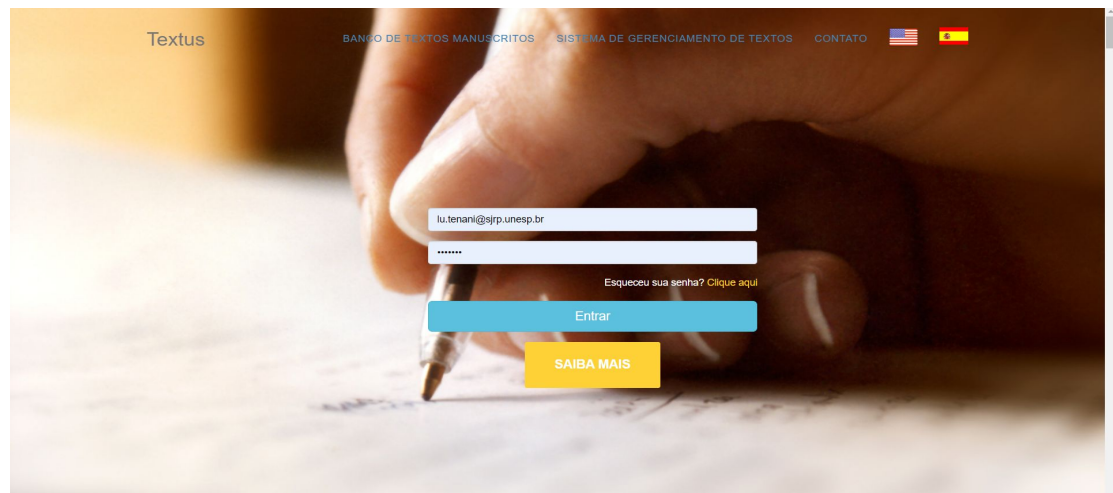 Textus
BANCO DE TEXTOS MANUSCRITOS SISTEMA DE GERENCIAMENTO DE TEXTOS CONTATO
lu.tenani@sjrp.unesp.br
•••••••
Esqueceu sua senha? Clique aqui
Entrar
SAIBA MAIS